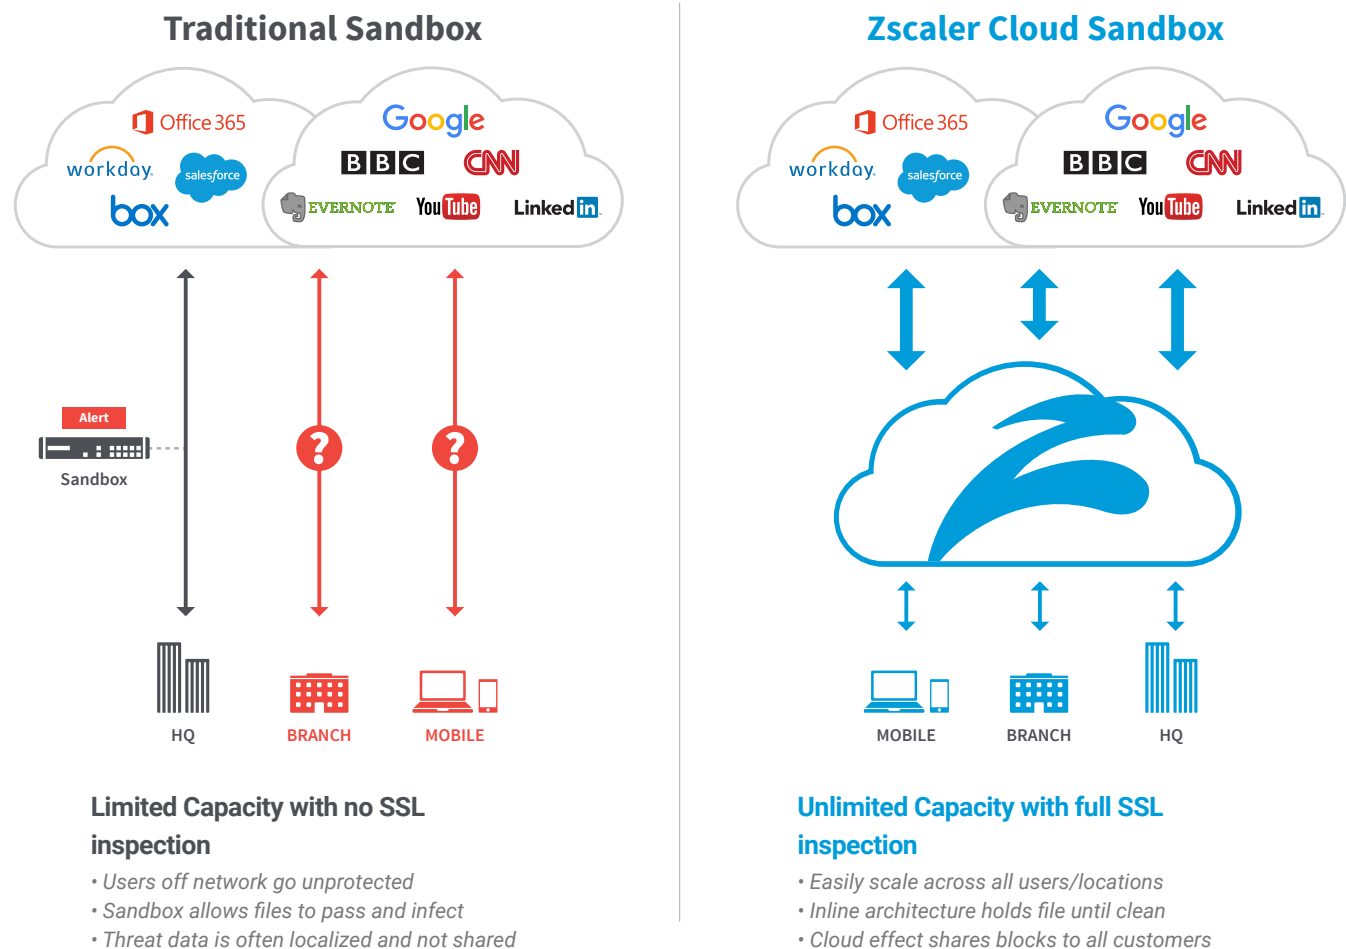 Traditional Sandbox
Office 365
workday.
salesforce
box
Google
BBC
CNN
EVERNOTE
YouTube
Linked in
Alert
Sandbox
?
?
HQ
BRANCH
MOBILE
Limited Capacity with no SSL
inspection
• Users off network go unprotected
• Sandbox allows files to pass and infect
• Threat data is often localized and not shared
Zscaler Cloud Sandbox
Office 365
workday.
salesforce
box
Google
BBC
CNN
EVERNOTE
YouTube
Linked in
MOBILE
BRANCH
HQ
Unlimited Capacity with full SSL
inspection
• Easily scale across all users/locations
• Inline architecture holds file until clean
• Cloud effect shares blocks to all customers